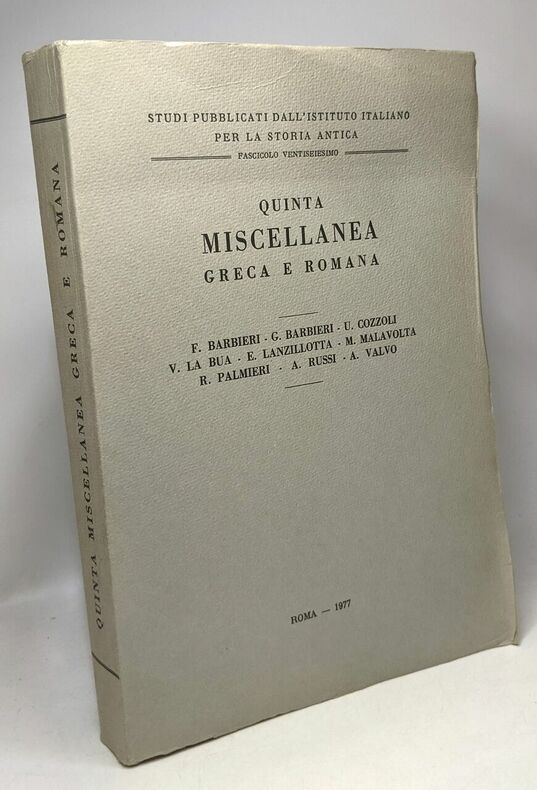 STUDI PUBBLICATI DALL'ISTITUTO ITALIANO
PER LA STORIA ANTICA
FASCICOLO VENTISEIESIMO
QUINTA
MISCELLANEA
GRECA E ROMANA
F. BARBIERI - G. BARBIERI - U. COZZOLI
V. LA BUA - E. LANZILLOTTA - M. MALAVOLTA
R. PALMIERI - A. RUSSI - A. VALVO
ROMA — 1977
QUINTA MISCELLANEA GRECA E ROMANA